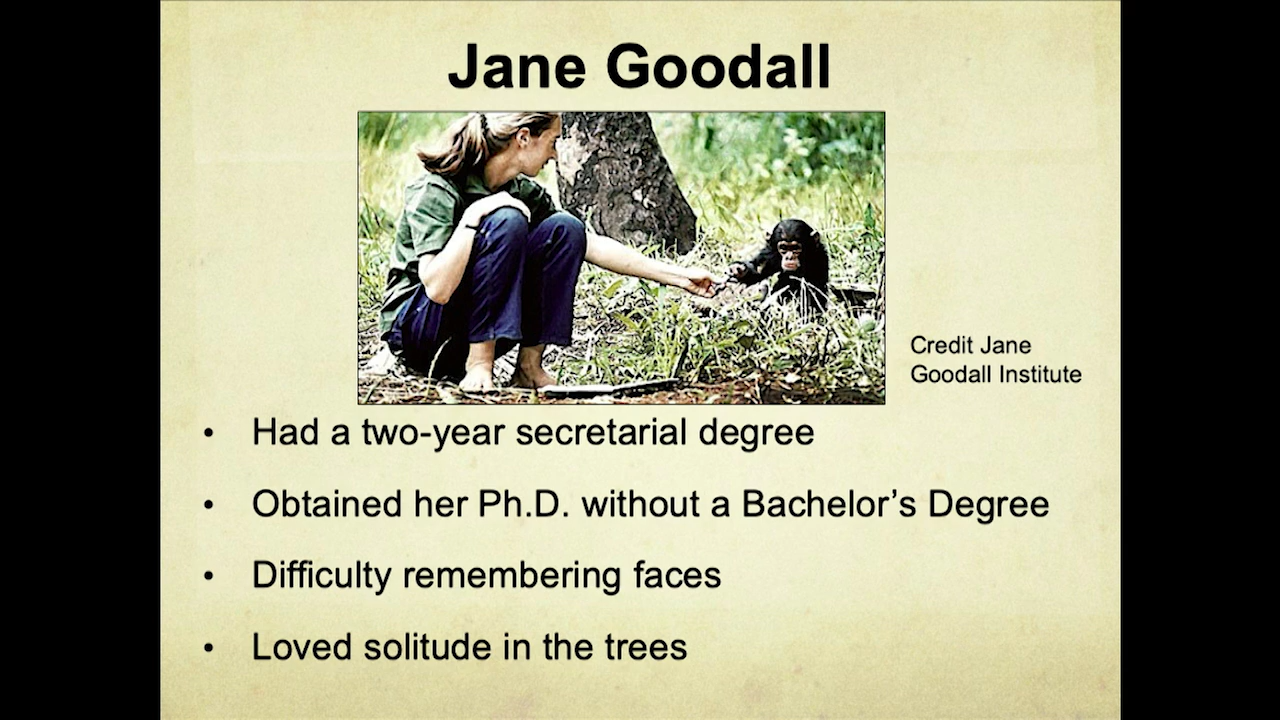 Jane Goodall
Credit Jane
Goodall Institute
• Had a two-year secretarial degree
• Obtained her Ph.D. without a Bachelor’s Degree
• Difficulty remembering faces
• Loved solitude in the trees